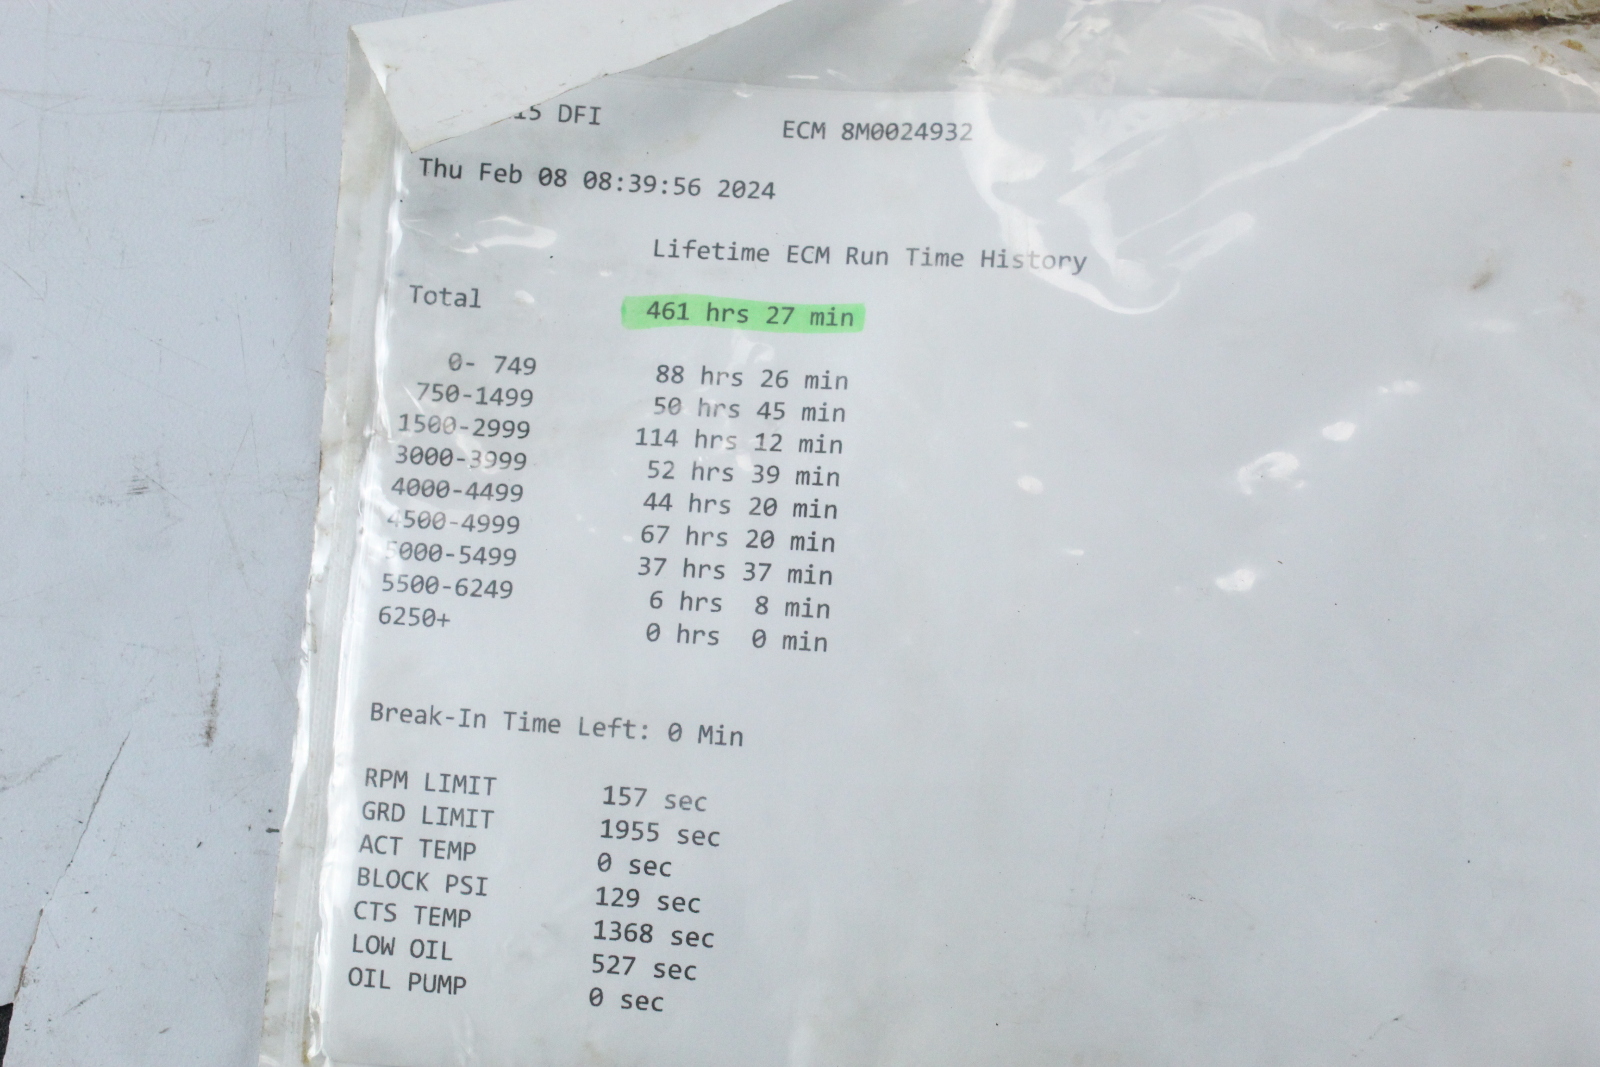 DFI ECM 8M0024932
Thu Feb 08 08:39:56 2024
Lifetime ECM Run Time History
Total 461 hrs 27 min
0- 749 88 hrs 26 min
750-1499 50 hrs 45 min
1500-2999 114 hrs 12 min
3000-3999 52 hrs 39 min
4000-4499 44 hrs 20 min
4500-4999 67 hrs 20 min
5000-5499 37 hrs 37 min
5500-6249 6 hrs 8 min
6250+ 0 hrs 0 min
Break-In Time Left: 0 Min
RPM LIMIT 157 sec
GRD LIMIT 1955 sec
ACT TEMP 0 sec
BLOCK PSI 129 sec
CTS TEMP 1368 sec
LOW OIL 527 sec
OIL PUMP 0 sec